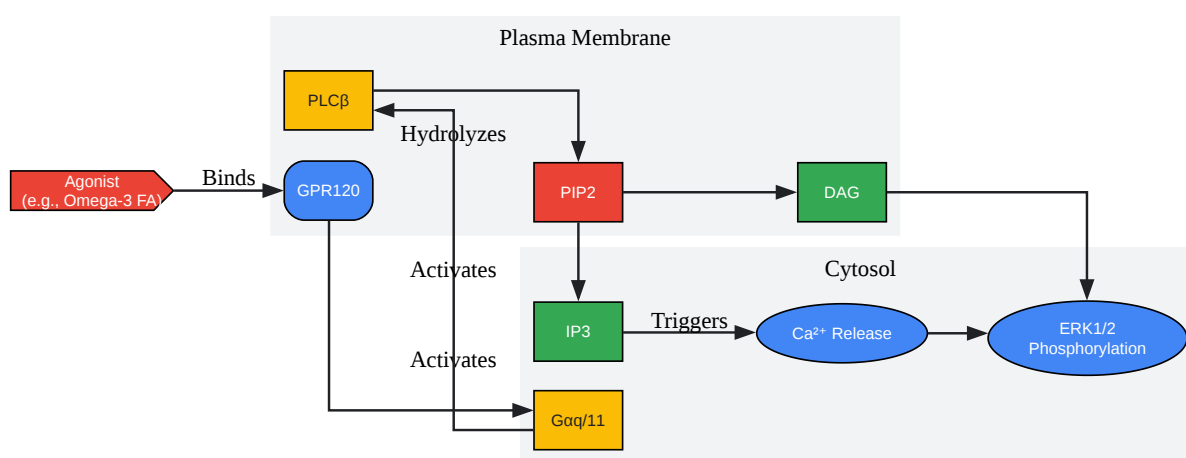 Plasma Membrane
PLCβ
Hydrolyzes
Agonist
(e.g., Omega-3 FA)
Binds
GPR120
PIP2
DAG
Activates
Cytosol
IP3
Triggers
Ca²⁺ Release
ERK1/2
Phosphorylation
Activates
Gαq/11